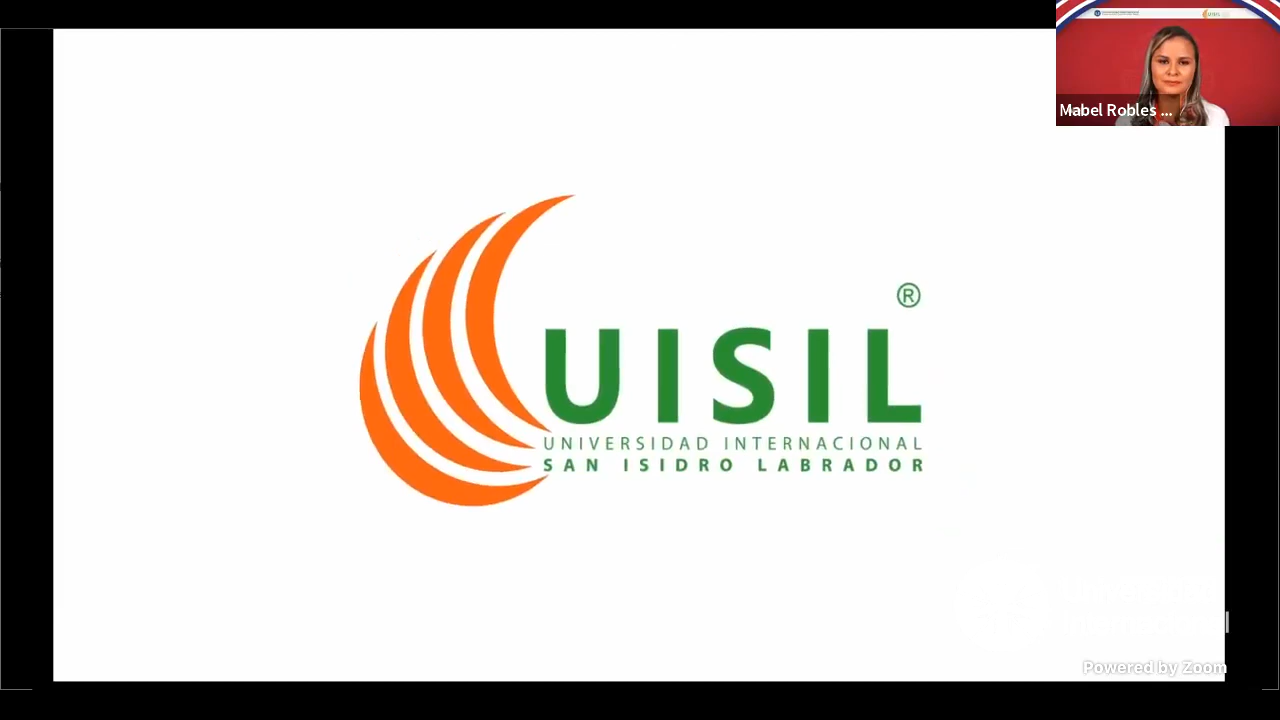 Mabel Robles ...
®
UISIL
UNIVERSIDAD INTERNACIONAL
SAN ISIDRO LABRADOR
Powered by Zoom